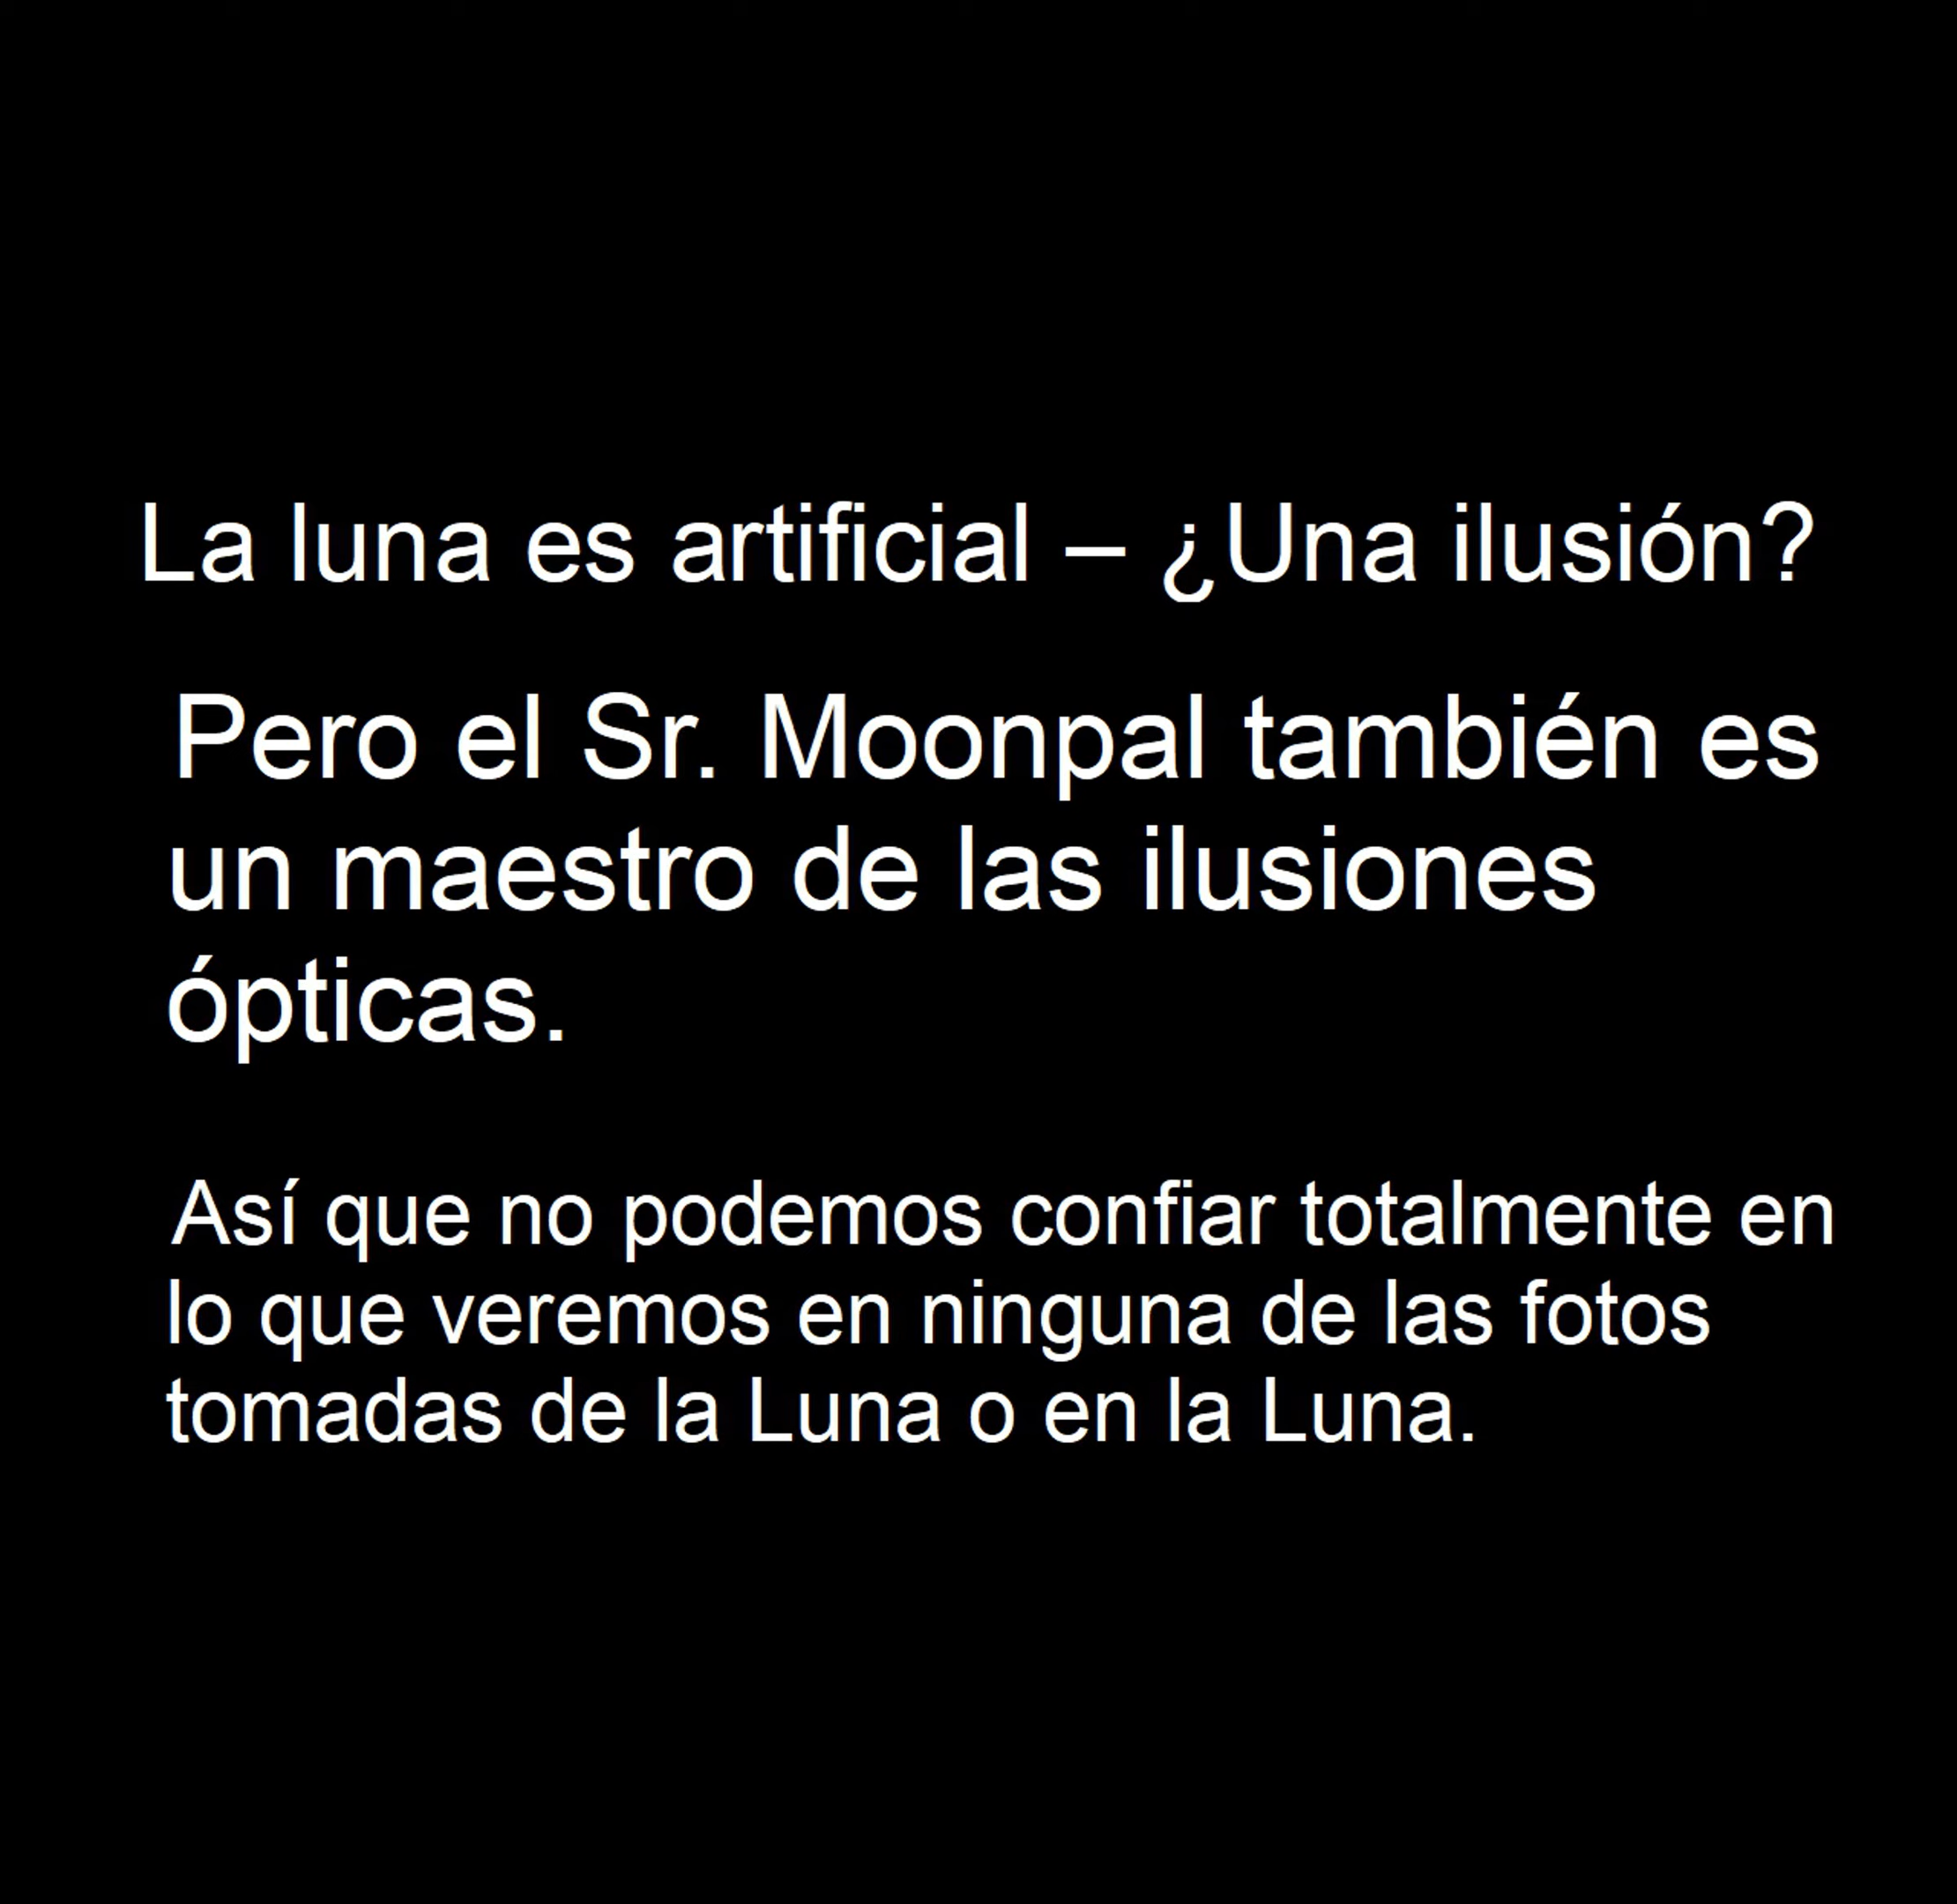 La luna es artificial – ¿Una ilusión?
Pero el Sr. Moonpal también es
un maestro de las ilusiones
ópticas.
Así que no podemos confiar totalmente en
lo que veremos en ninguna de las fotos
tomadas de la Luna o en la Luna.